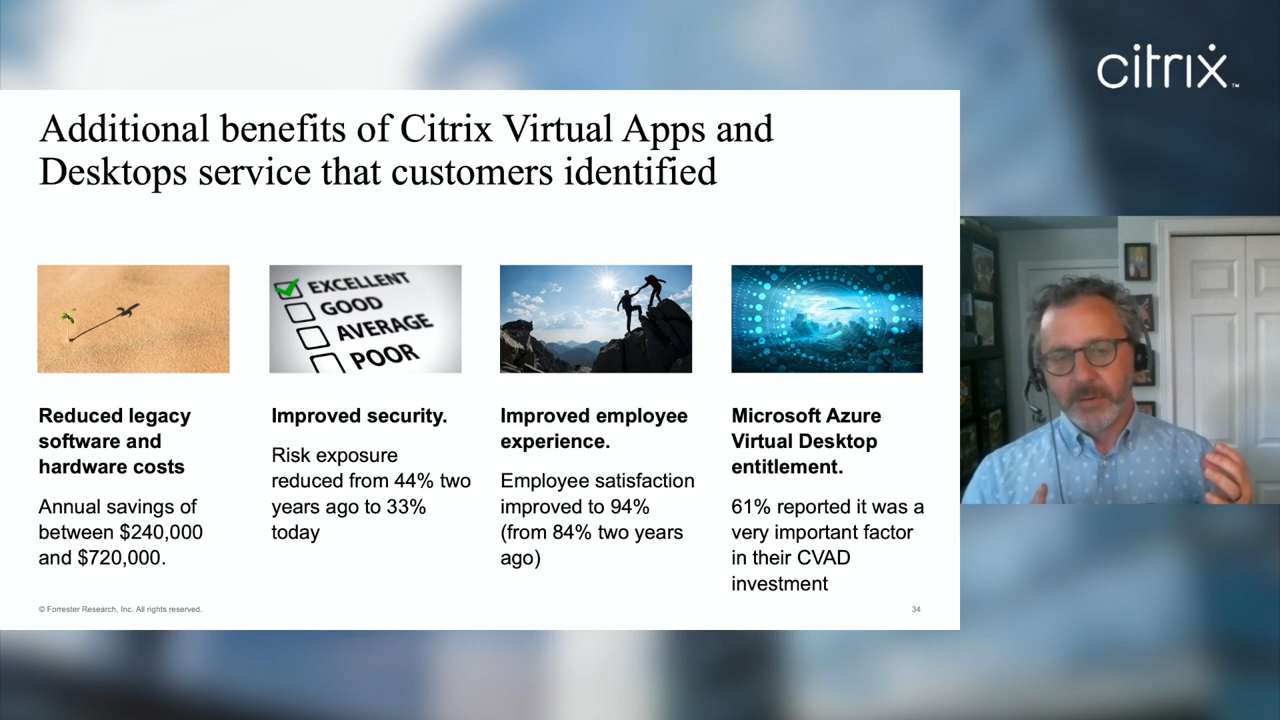 citrix™
Additional benefits of Citrix Virtual Apps and
Desktops service that customers identified
EXCELLENT
GOOD
AVERAGE
POOR
Reduced legacy
software and
hardware costs
Annual savings of
between $240,000
and $720,000.
Improved security.
Risk exposure
reduced from 44% two
years ago to 33%
today
Improved employee
experience.
Employee satisfaction
improved to 94%
(from 84% two years
ago)
Microsoft Azure
Virtual Desktop
entitlement.
61% reported it was a
very important factor
in their CVAD
investment
© Forrester Research, Inc. All rights reserved.
34